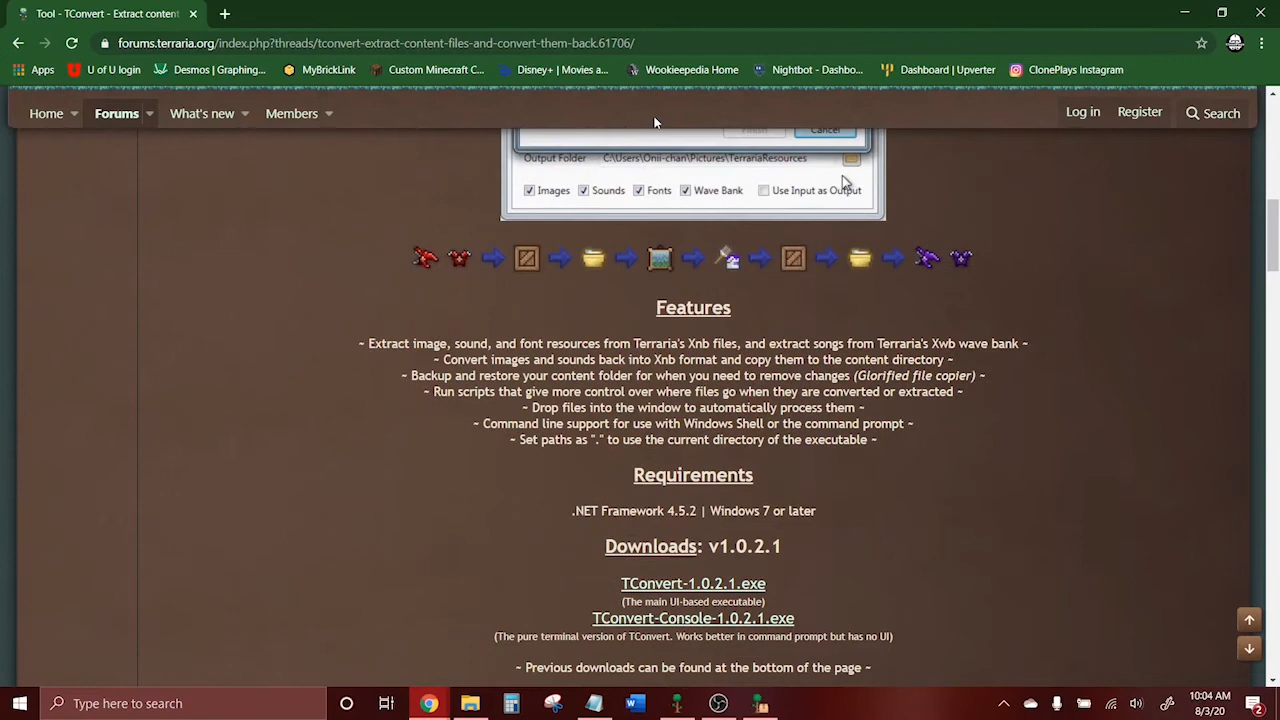 Tool - TConvert - Extract content
forums.terraria.org/index.php?threads/tconvert-extract-content-files-and-convert-them-back.61706/
Apps
U of U login
Desmos | Graphing...
MyBrickLink
Custom Minecraft C...
Disney+ | Movies a...
Wookieepedia Home
Nightbot - Dashbo...
Dashboard | Upverter
ClonePlays Instagram
Home
Forums
What's new
Members
Log in
Register
Search
Finish
Cancel
Output Folder C:\Users\Onii-chan\Pictures\TerrariaResources
Images Sounds Fonts Wave Bank Use Input as Output
Features
~ Extract image, sound, and font resources from Terraria's Xnb files, and extract songs from Terraria's Xwb wave bank ~
~ Convert images and sounds back into Xnb format and copy them to the content directory ~
~ Backup and restore your content folder for when you need to remove changes (Glorified file copier) ~
~ Run scripts that give more control over where files go when they are converted or extracted ~
~ Drop files into the window to automatically process them ~
~ Command line support for use with Windows Shell or the command prompt ~
~ Set paths as "." to use the current directory of the executable ~
Requirements
.NET Framework 4.5.2 | Windows 7 or later
Downloads: v1.0.2.1
TConvert-1.0.2.1.exe
(The main UI-based executable)
TConvert-Console-1.0.2.1.exe
(The pure terminal version of TConvert. Works better in command prompt but has no UI)
~ Previous downloads can be found at the bottom of the page ~
Type here to search
10:04 AM
8/3/20
2